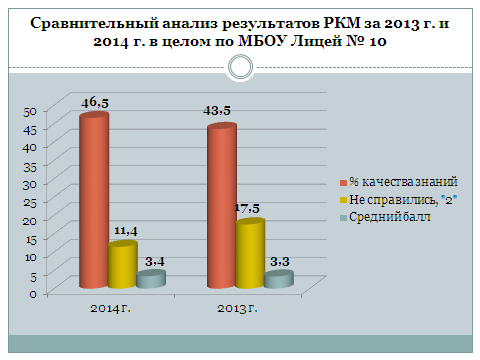 Сравнительный анализ результатов РКМ за 2013 г. и
2014 г. в целом по МБОУ Лицей № 10
50
45
40
35
30
25
20
15
10
5
0
46,5
11,4
3,4
43,5
17,5
3,3
2014г.
2013г.
% качества знаний
Не справились, "2"
Средний балл